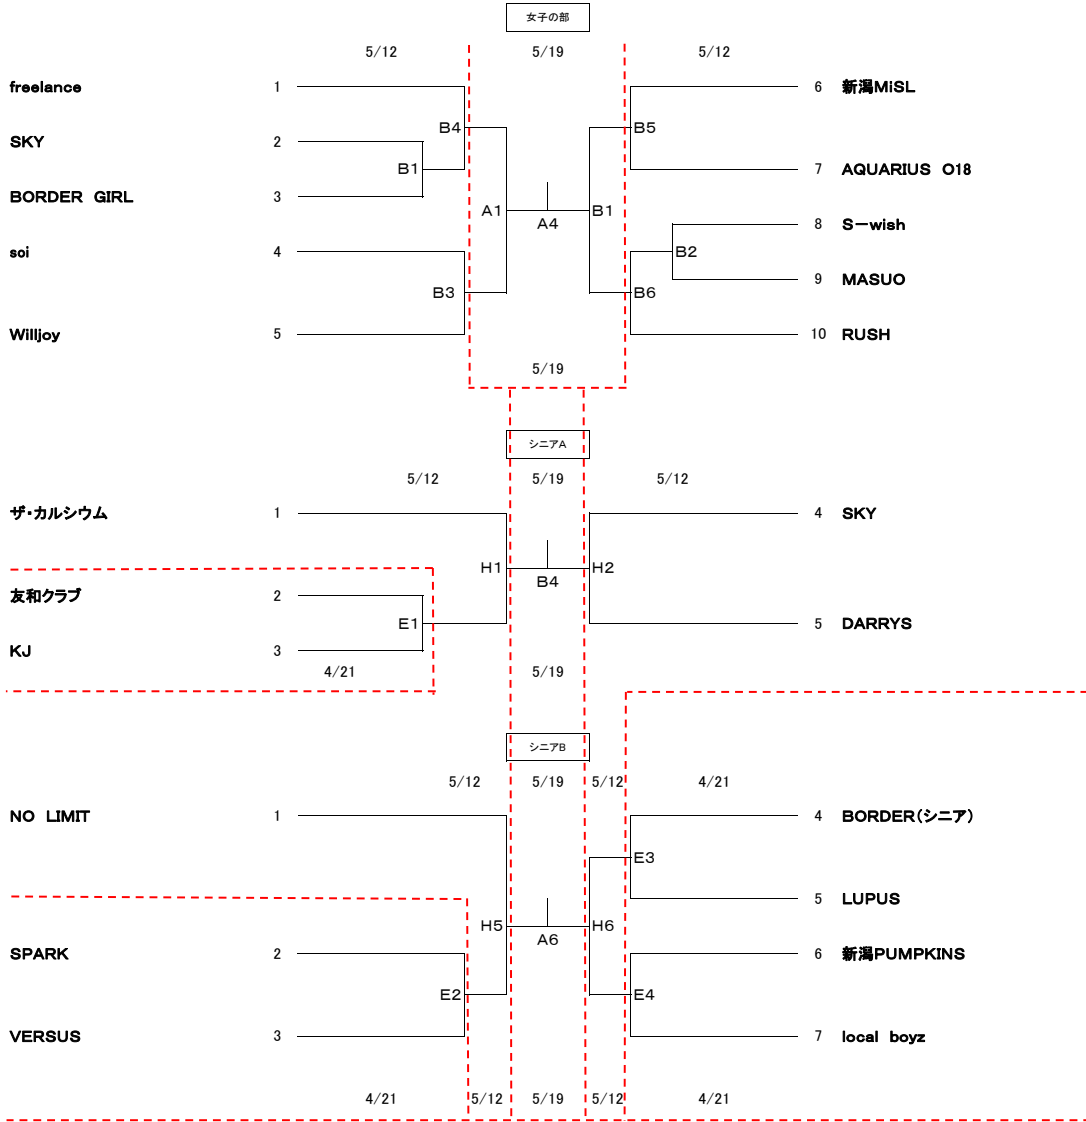 女子の部
5/12 5/19 5/12
freelance 1 6 新潟MiSL
B4 B5
SKY 2
B1 7 AQUARIUS O18
BORDER GIRL 3
A1 A4 B1
8 S－wish
soi 4 B2
9 MASUO
B3 B6
Willjoy 5 10 RUSH
5/19
シニアA
5/12 5/19 5/12
ザ・カルシウム 1 4 SKY
H1 B4 H2
友和クラブ 2
E1 5 DARRYS
KJ 3
4/21 5/19
シニアB
5/12 5/19 5/12 4/21
NO LIMIT 1 4 BORDER（シニア）
E3
5 LUPUS
H5 A6 H6
SPARK 2 6 新潟PUMPKINS
E2 E4
VERSUS 3 7 local boyz
4/21 5/12 5/19 5/12 4/21